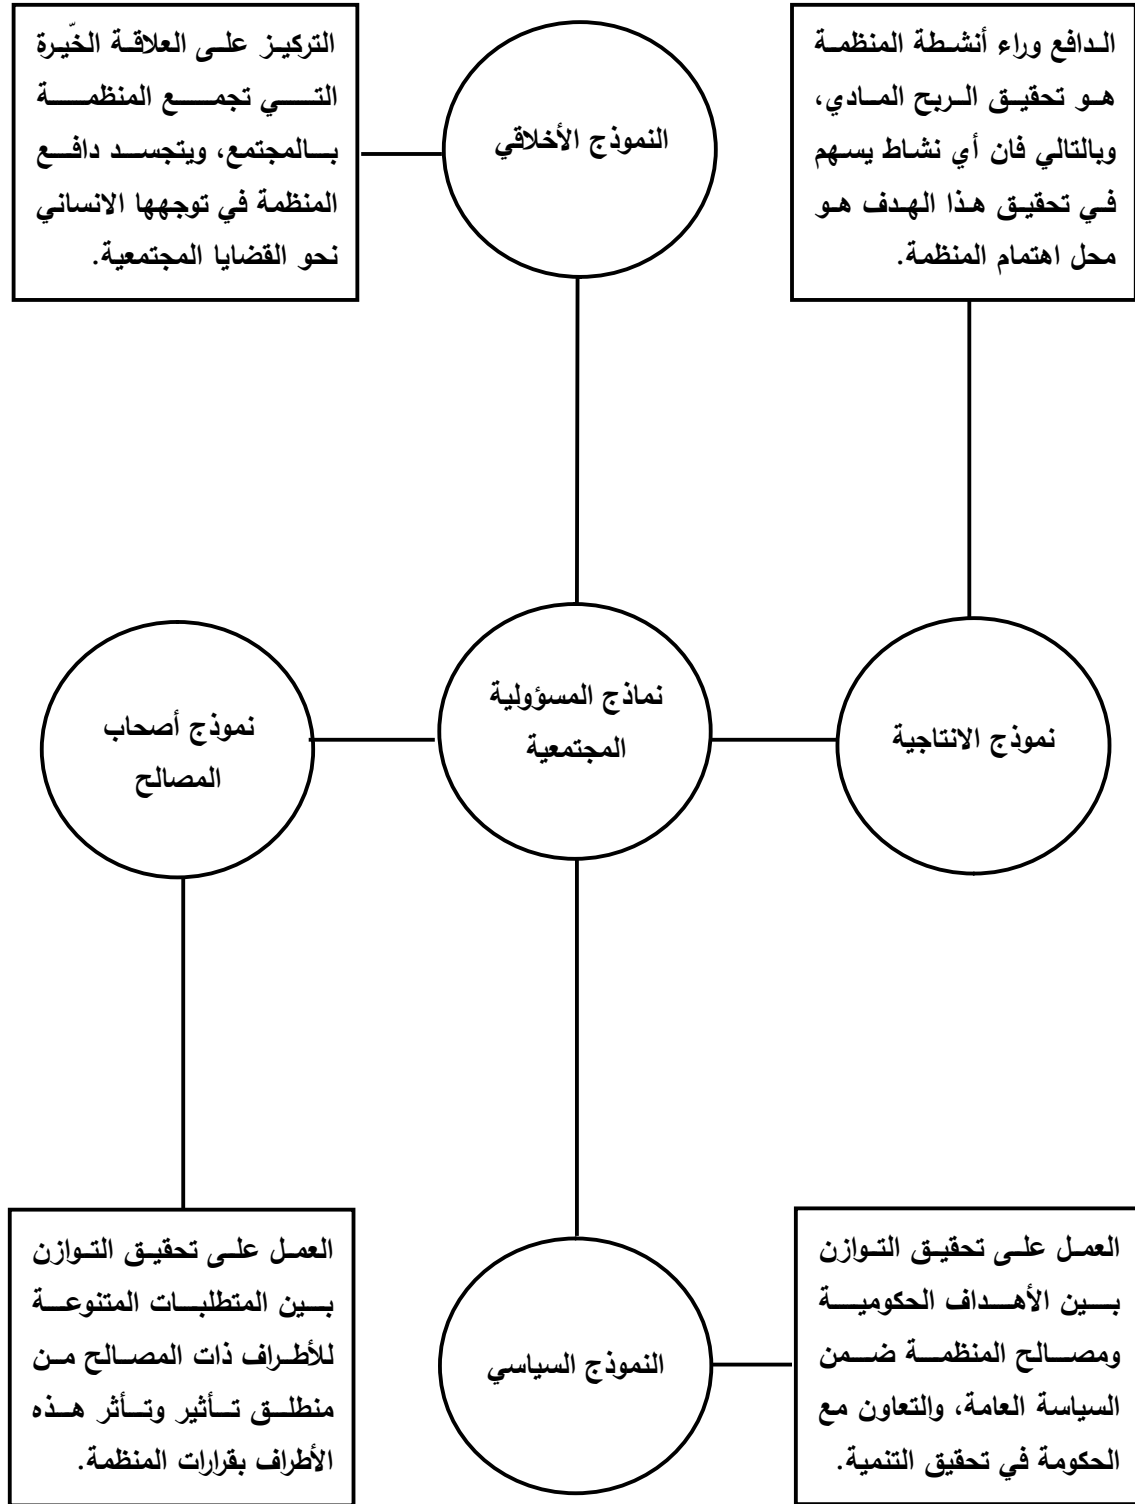 الدافع وراء أنشطة المنظمة
هو تحقيق الربح المادي،
وبالتالي فان أي نشاط يسهم
في تحقيق هذا الهدف هو
محل اهتمام المنظمة.
النموذج الأخلاقي
التركيز على العلاقة الخّيرة
التي تجمع المنظمة
بالمجتمع، ويتجسد دافع
المنظمة في توجهها الانساني
نحو القضايا المجتمعية.
نموذج الانتاجية
نماذج المسؤولية
المجتمعية
نموذج أصحاب
المصالح
العمل على تحقيق التوازن
بين الأهداف الحكومية
ومصالح المنظمة ضمن
السياسة العامة، والتعاون مع
الحكومة في تحقيق التنمية.
النموذج السياسي
العمل على تحقيق التوازن
بين المتطلبات المتنوعة
للأطراف ذات المصالح من
منطلق تأثير وتأثر هذه
الأطراف بقرارات المنظمة.